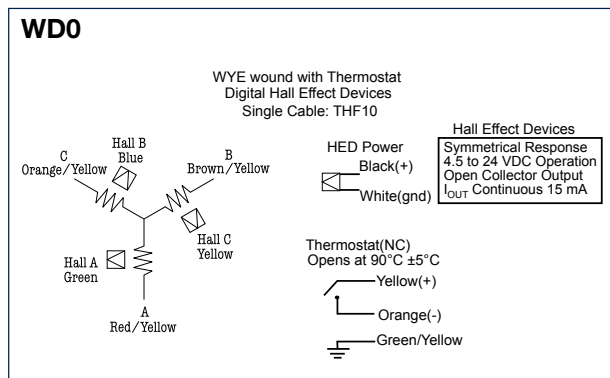 WD0
WYE wound with Thermostat
Digital Hall Effect Devices
Single Cable: THF10
Hall B
Blue
C
Orange/Yellow
B
Brown/Yellow
Hall C
Yellow
Hall A
Green
A
Red/Yellow
HED Power
Black(+)
White(gnd)
Hall Effect Devices
Symmetrical Response
4.5 to 24 VDC Operation
Open Collector Output
IOUT Continuous 15 mA
Thermostat(NC)
Opens at 90°C ±5°C
Yellow(+)
Orange(-)
Green/Yellow